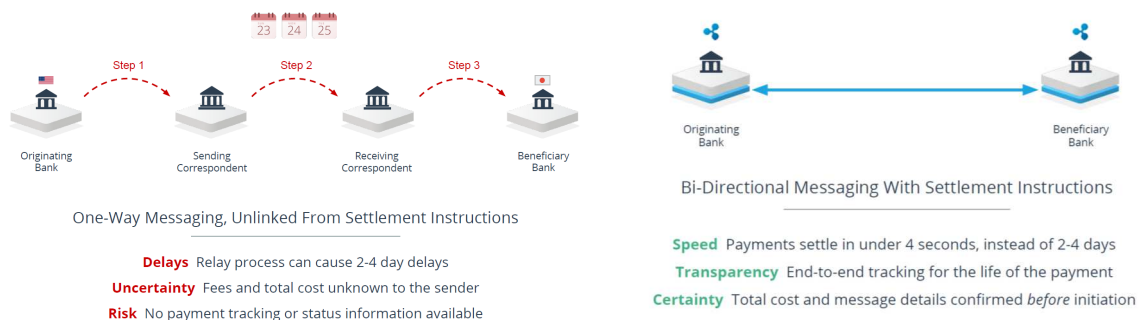 23 24 25
Step 1
Step 2
Step 3
Originating
Bank
Sending
Correspondent
Receiving
Correspondent
Beneficiary
Bank
One-Way Messaging, Unlinked From Settlement Instructions
Delays Relay process can cause 2-4 day delays
Uncertainty Fees and total cost unknown to the sender
Risk No payment tracking or status information available
Originating
Bank
Beneficiary
Bank
Bi-Directional Messaging With Settlement Instructions
Speed Payments settle in under 4 seconds, instead of 2-4 days
Transparency End-to-end tracking for the life of the payment
Certainty Total cost and message details confirmed before initiation